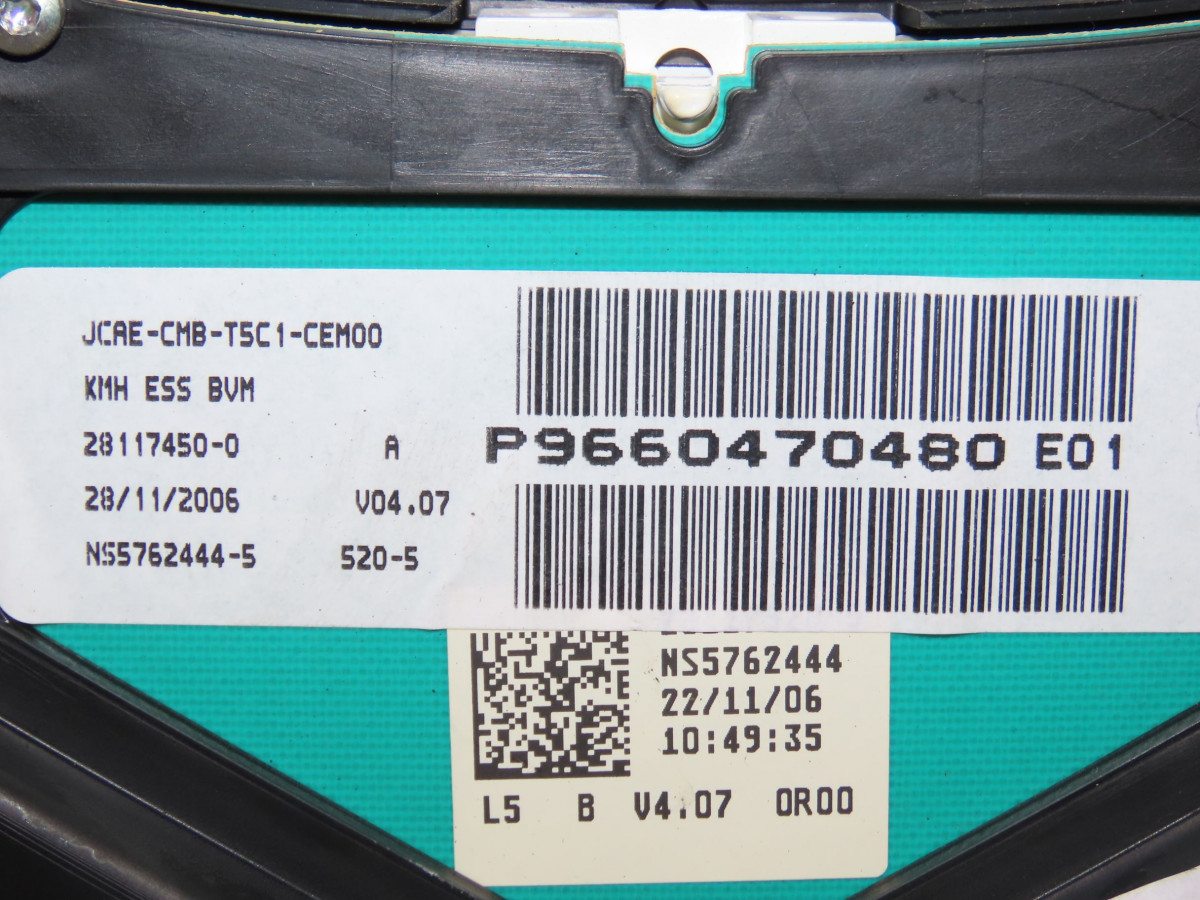 JCAE-CMB-T5C1-CEM00
KMH ESS BVM
28117450-0 A
28/11/2006 V04.07
NS5762444-5 520-5
P9660470480 E01
NS5762444
22/11/06
10:49:35
L5 B V4.07 0R00